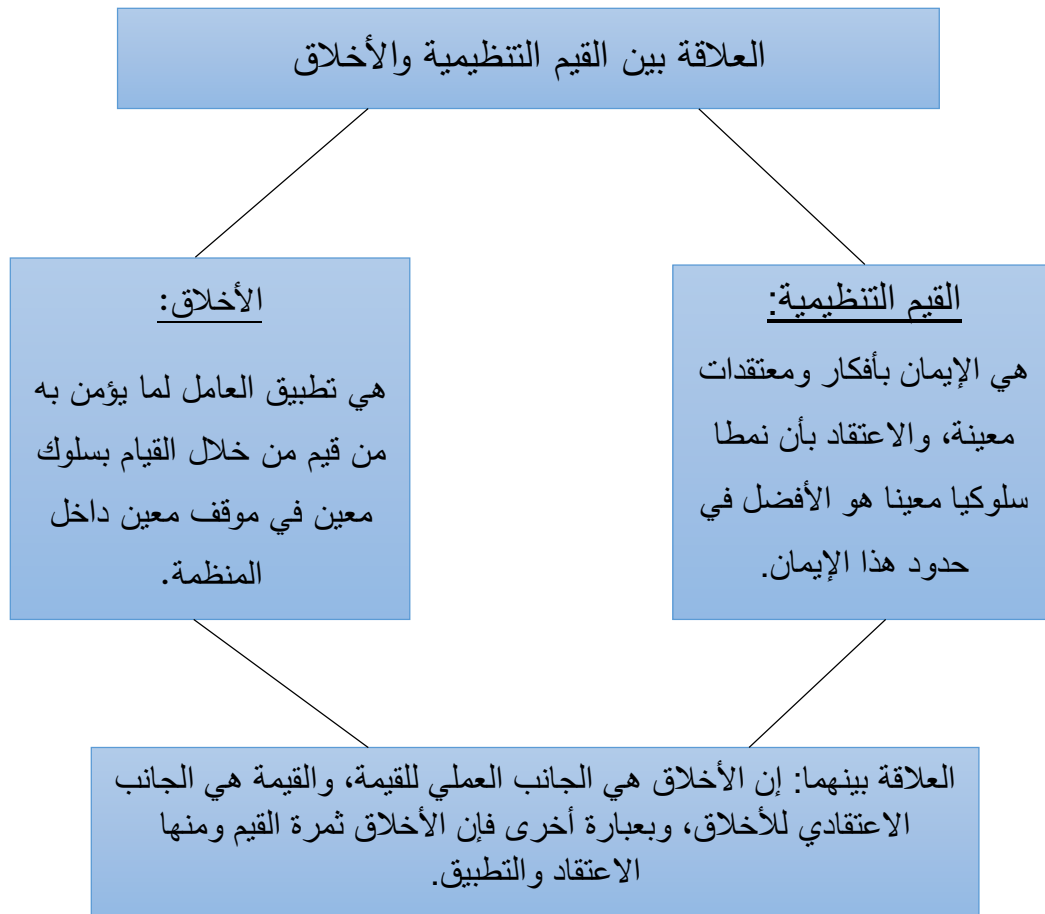 العلاقة بين القيم التنظيمية والأخلاق
القيم التنظيمية:
هي الإيمان بأفكار ومعتقدات
معينة، والاعتقاد بأن نمطا
سلوكيا معينا هو الأفضل في
حدود هذا الإيمان.
الأخلاق:
هي تطبيق العامل لما يؤمن به
من قيم من خلال القيام بسلوك
معين في موقف معين داخل
المنظمة.
العلاقة بينهما: إن الأخلاق هي الجانب العملي للقيمة، والقيمة هي الجانب
الاعتقادي للأخلاق، وبعبارة أخرى فإن الأخلاق ثمرة القيم ومنها
الاعتقاد والتطبيق.